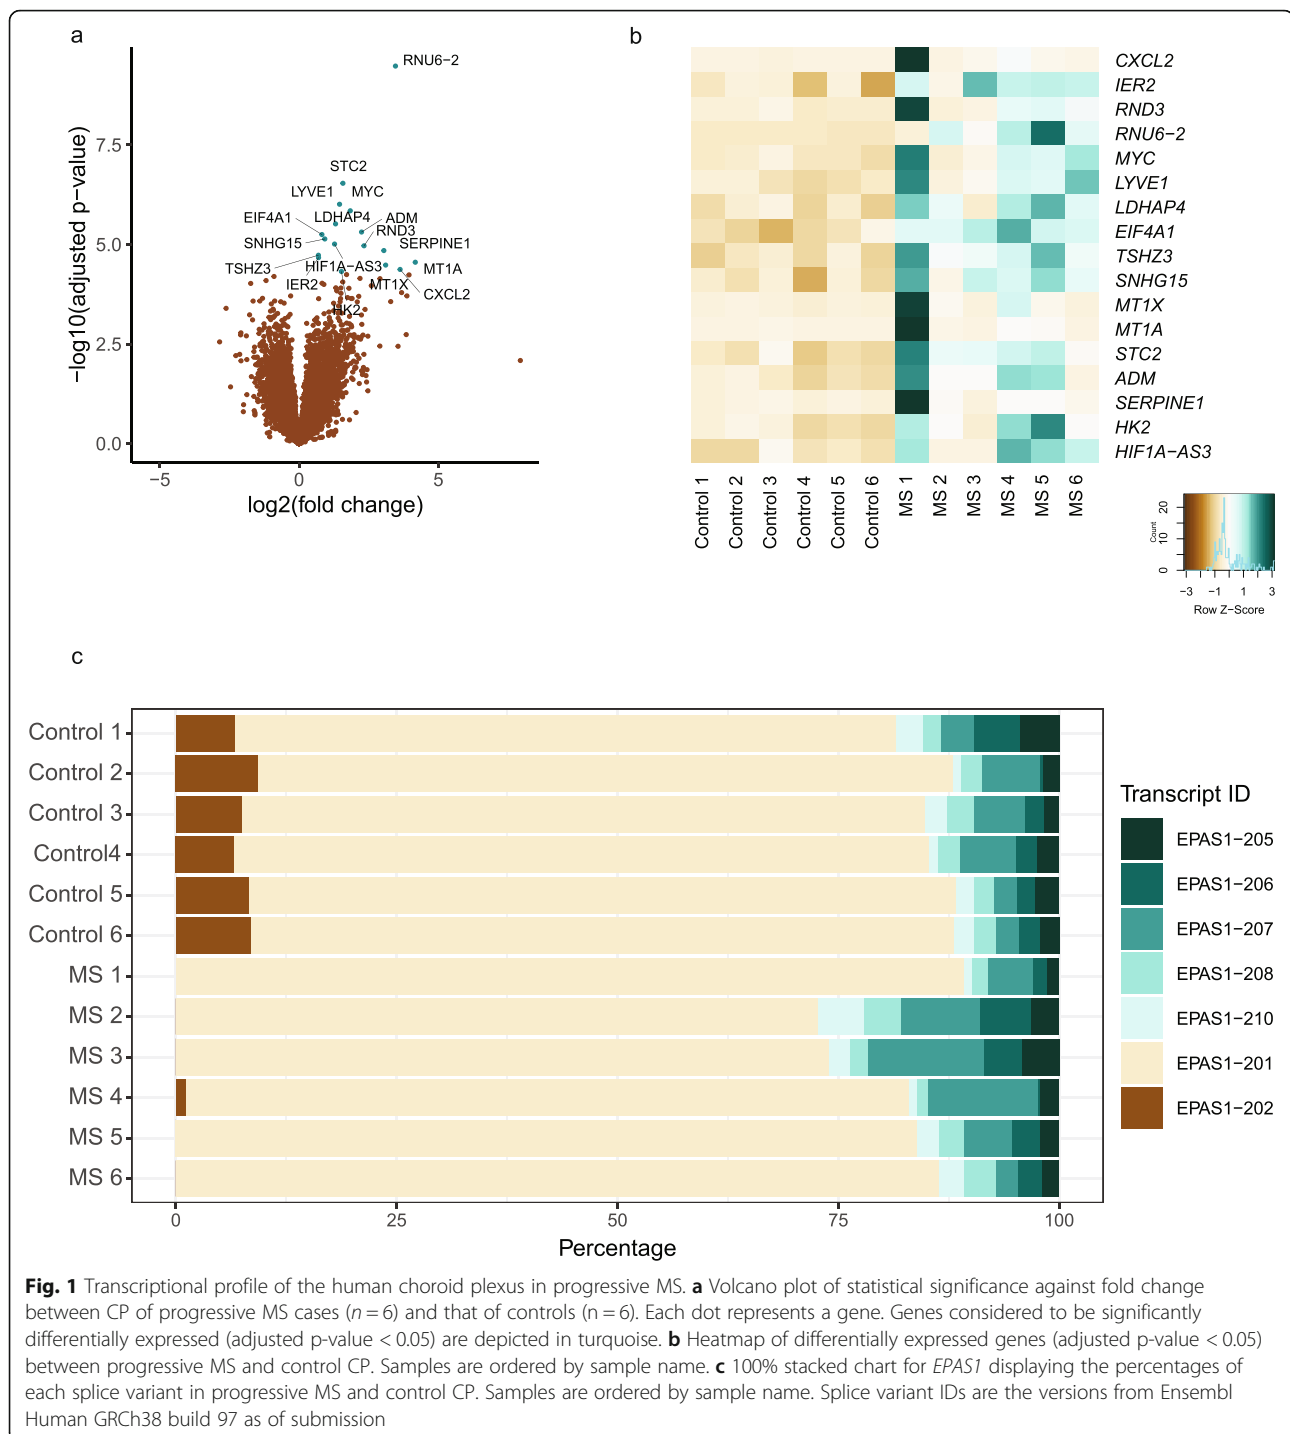 a
RNU6−2
STC2
LYVE1
MYC
EIF4A1
LDHAP4
ADM
RND3
SNHG15
SERPINE1
TSHZ3
HIF1A−AS3
MT1A
IER2
MT1X
CXCL2
HK2
7.5
5.0
2.5
0.0
−log10(adjusted p−value)
−5
0
5
log2(fold change)
b
CXCL2
IER2
RND3
RNU6−2
MYC
LYVE1
LDHAP4
EIF4A1
TSHZ3
SNHG15
MT1X
MT1A
STC2
ADM
SERPINE1
HK2
HIF1A−AS3
Control 1
Control 2
Control 3
Control 4
Control 5
Control 6
MS 1
MS 2
MS 3
MS 4
MS 5
MS 6
Count
0 10 20
−3 −1 1 3
Row Z−Score
c
Control 1
Control 2
Control 3
Control4
Control 5
Control 6
MS 1
MS 2
MS 3
MS 4
MS 5
MS 6
0 25 50 75 100
Percentage
Transcript ID
EPAS1−205
EPAS1−206
EPAS1−207
EPAS1−208
EPAS1−210
EPAS1−201
EPAS1−202
Fig. 1 Transcriptional profile of the human choroid plexus in progressive MS. a Volcano plot of statistical significance against fold change
between CP of progressive MS cases (n = 6) and that of controls (n = 6). Each dot represents a gene. Genes considered to be significantly
differentially expressed (adjusted p-value < 0.05) are depicted in turquoise. b Heatmap of differentially expressed genes (adjusted p-value < 0.05)
between progressive MS and control CP. Samples are ordered by sample name. c 100% stacked chart for EPAS1 displaying the percentages of
each splice variant in progressive MS and control CP. Samples are ordered by sample name. Splice variant IDs are the versions from Ensembl
Human GRCh38 build 97 as of submission